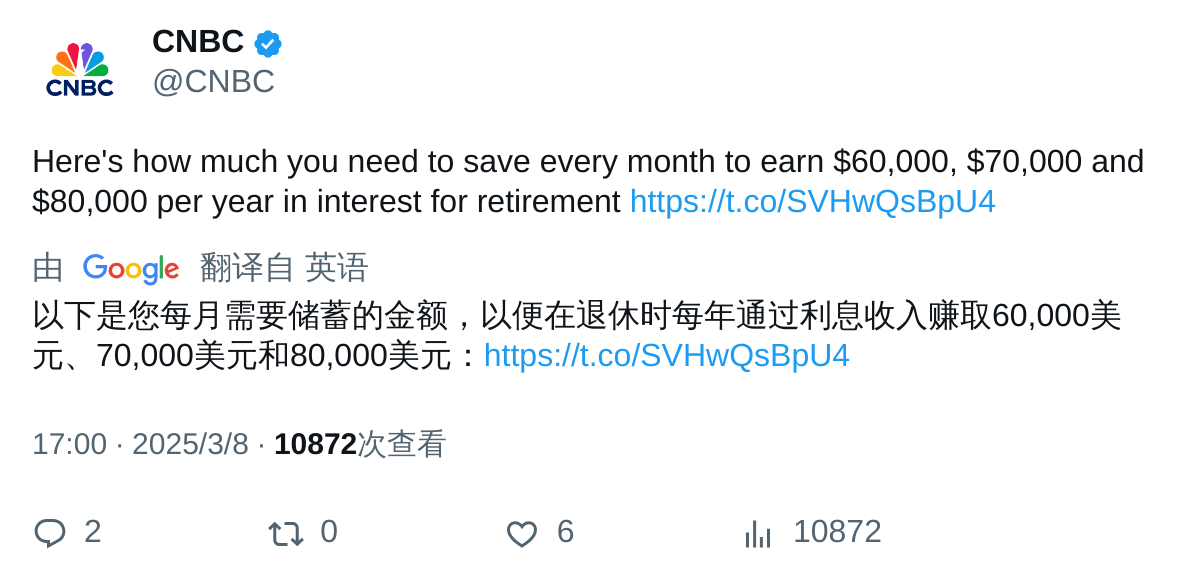 CNBC
CNBC
@CNBC
Here's how much you need to save every month to earn $60,000, $70,000 and
$80,000 per year in interest for retirement https://t.co/SVHwQsBpU4
由 Google 翻译自 英语
以下是您每月需要储蓄的金额，以便在退休时每年通过利息收入赚取60,000美
元、70,000美元和80,000美元：https://t.co/SVHwQsBpU4
17:00 · 2025/3/8 · 10872次查看
2 0 6 10872